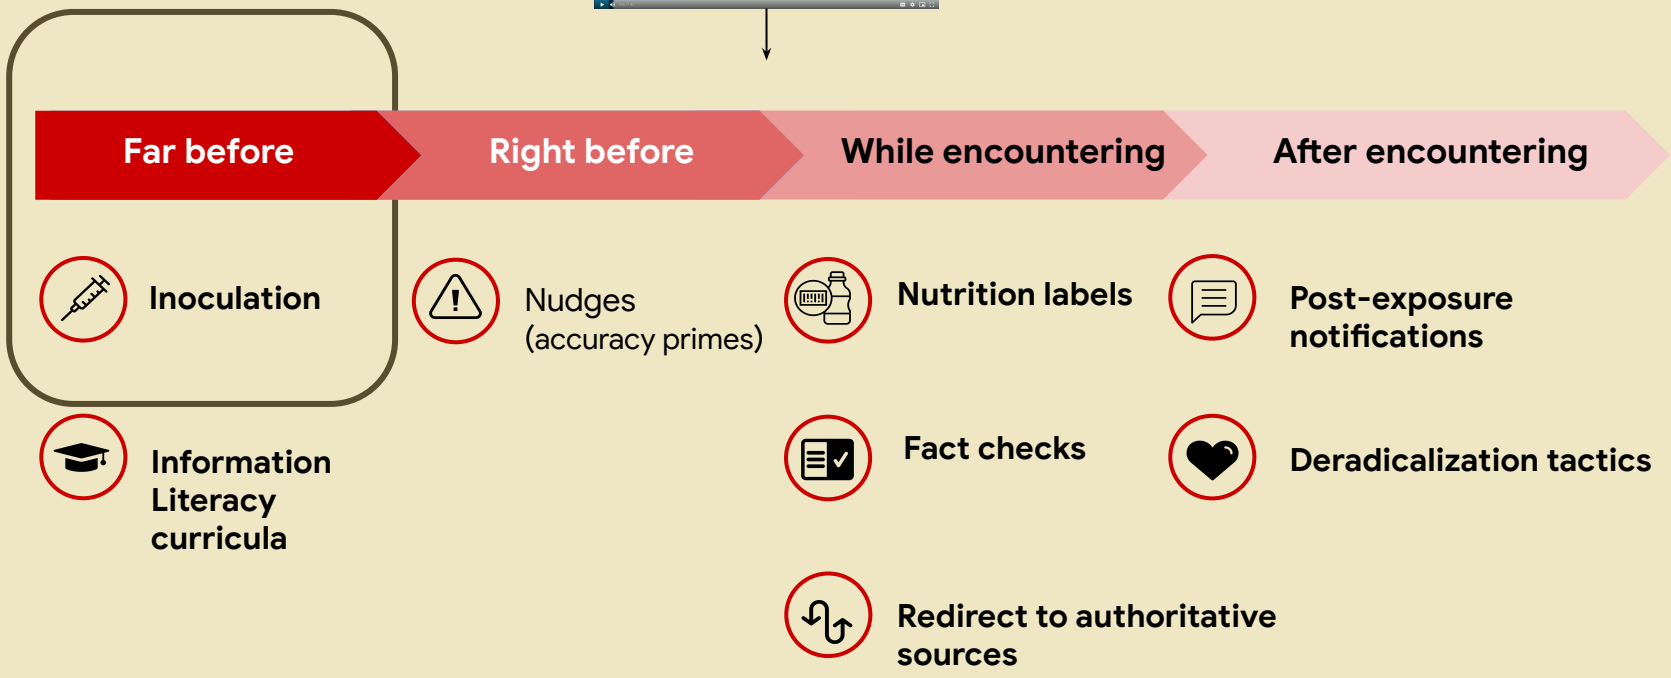 Far before
Right before
While encountering
After encountering
Inoculation
Nudges
(accuracy primes)
Nutrition labels
Post-exposure
notifications
Information
Literacy
curricula
Fact checks
Deradicalization tactics
Redirect to authoritative
sources